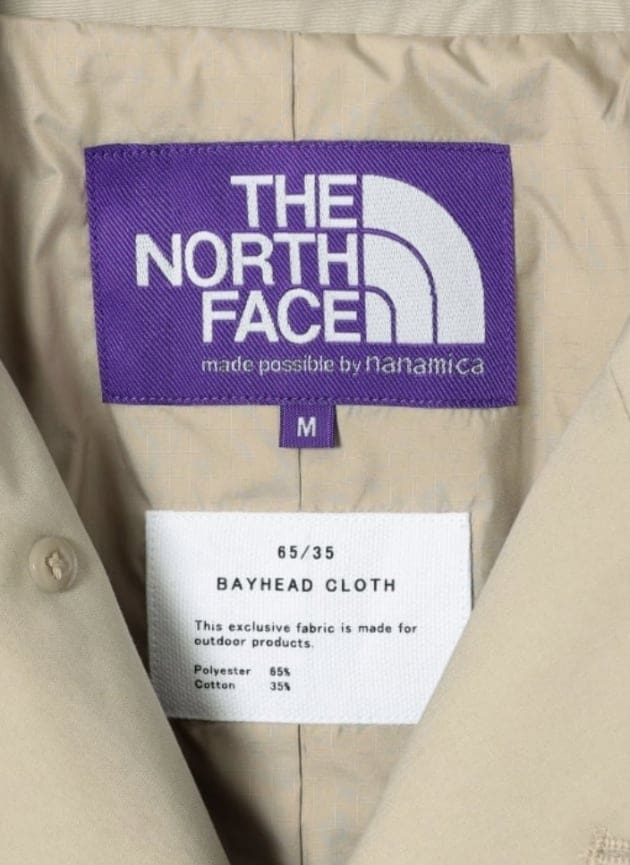 THE
NORTH
FACE
made possible by nanamica
M
65/35
BAYHEAD CLOTH
This exclusive fabric is made for
outdoor products.
Polyester 65%
Cotton 35%